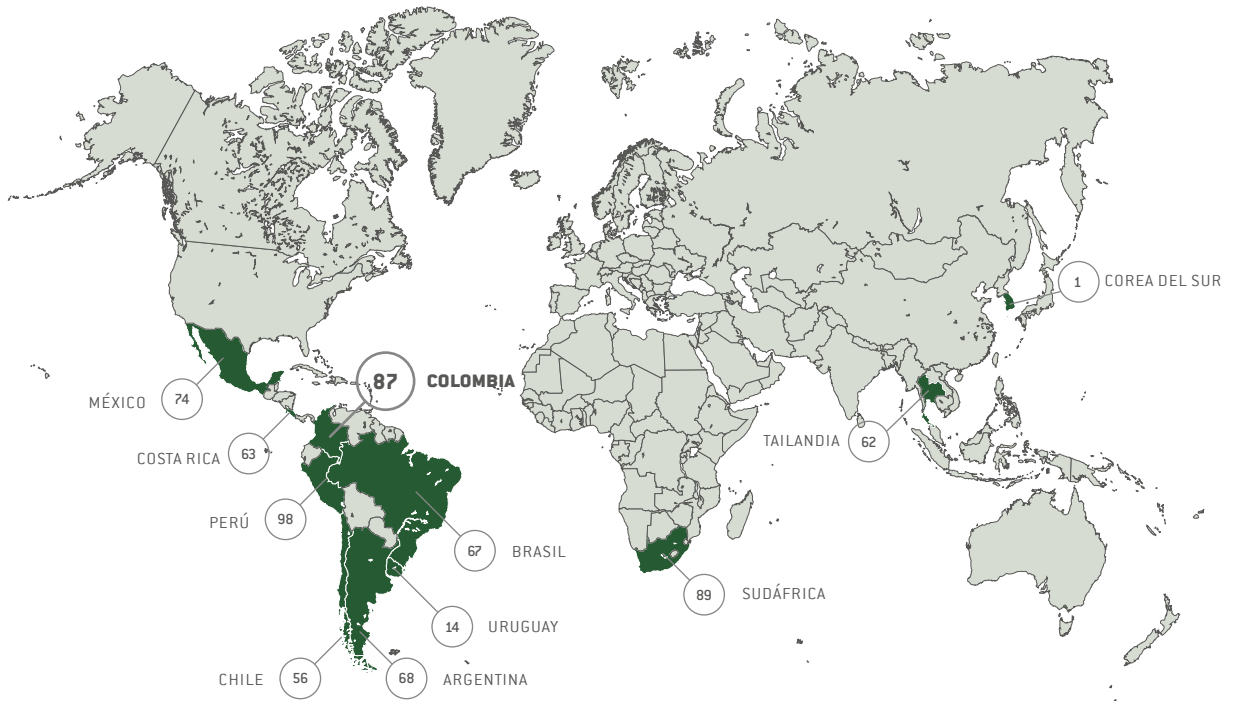 1 COREA DEL SUR
87 COLOMBIA
MÉXICO 74
TAILANDIA 62
COSTA RICA 63
PERÚ 98
67 BRASIL
89 SUDÁFRICA
14 URUGUAY
CHILE 56
68 ARGENTINA